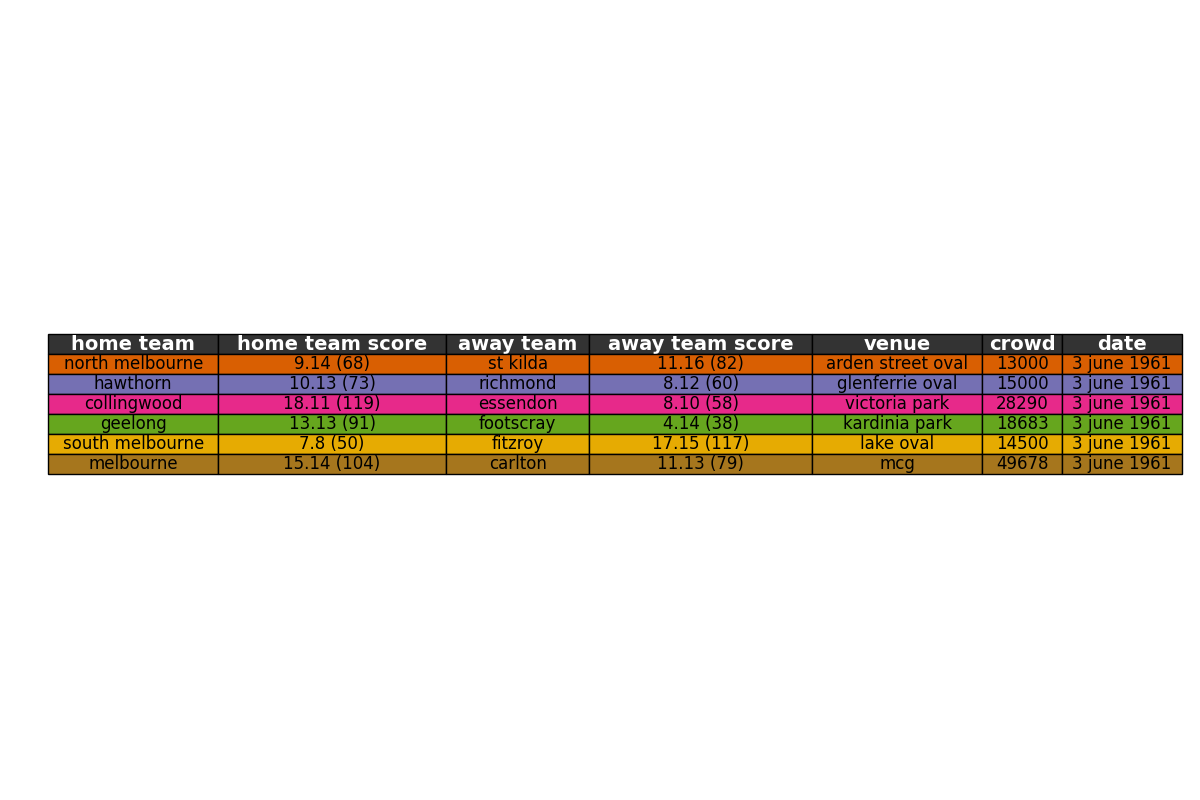 home team home team score away team away team score venue crowd date
north melbourne 9.14 (68) st kilda 11.16 (82) arden street oval 13000 3 june 1961
hawthorn 10.13 (73) richmond 8.12 (60) glenferrie oval 15000 3 june 1961
collingwood 18.11 (119) essendon 8.10 (58) victoria park 28290 3 june 1961
geelong 13.13 (91) footscray 4.14 (38) kardinia park 18683 3 june 1961
south melbourne 7.8 (50) fitzroy 17.15 (117) lake oval 14500 3 june 1961
melbourne 15.14 (104) carlton 11.13 (79) mcg 49678 3 june 1961